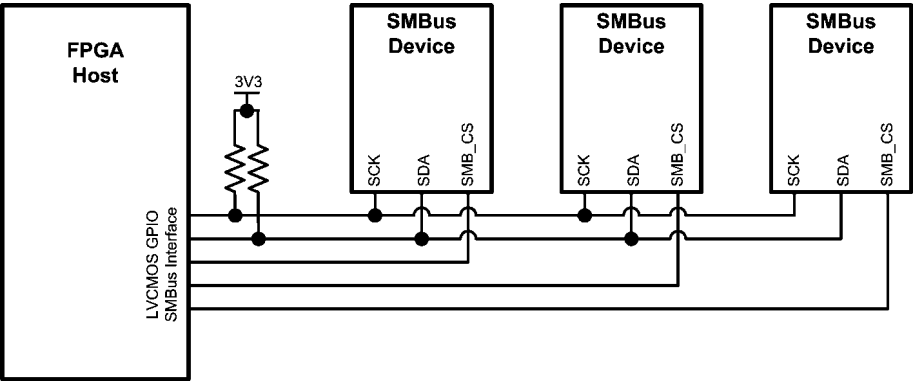 FPGA
Host
3V3
LVCMOS GPIO
SMBus Interface
SMBus
Device
SCK
SDA
SMB_CS
SMBus
Device
SCK
SDA
SMB_CS
SMBus
Device
SCK
SDA
SMB_CS